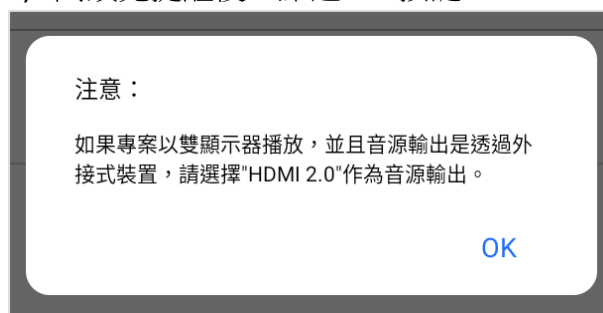 注意：
如果專案以雙顯示器播放，並且音源輸出是透過外
接式裝置，請選擇"HDMI 2.0"作為音源輸出。
OK